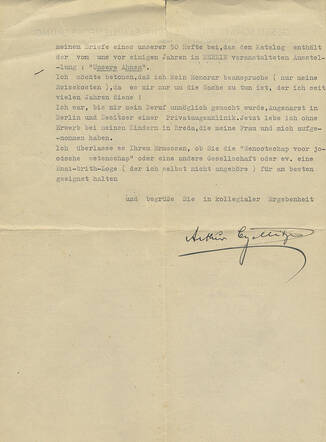 meinen Briefe eines unserer 50 Hefte bei, das den Katalog enthält
der vom uns vor einigen Jahren im BERLIN veranstalteten Ausstel-
lung : "Unsere Ahnen".
Ich möchte betonen, daß ich kein Honorar beanspruche ( nur meine
Reisekosten ), da es mir nur um die Sache zu tun ist, der ich seit
vielen Jahren diene !
Ich war, bis mir mein Beruf unmöglich gemacht wurde, Augenarzt in
Berlin und Besitzer einer Privataugenklinik. Jetzt lebe ich ohne
Erwerb bei meinen Kindern in Breda, die meine Frau und mich aufge-
nommen haben.
Ich überlasse es Ihrem Ermessen, ob Sie die "Genootschap voor jo-
odsche wetenschap" oder eine andere Gesellschaft oder ev. eine
Bnai-Brith-Loge ( der ich selbst nicht angehöre ) für am besten
geeignet halten
und begrüße Sie in kollegialer Ergebenheit
Arthur Czellitzer